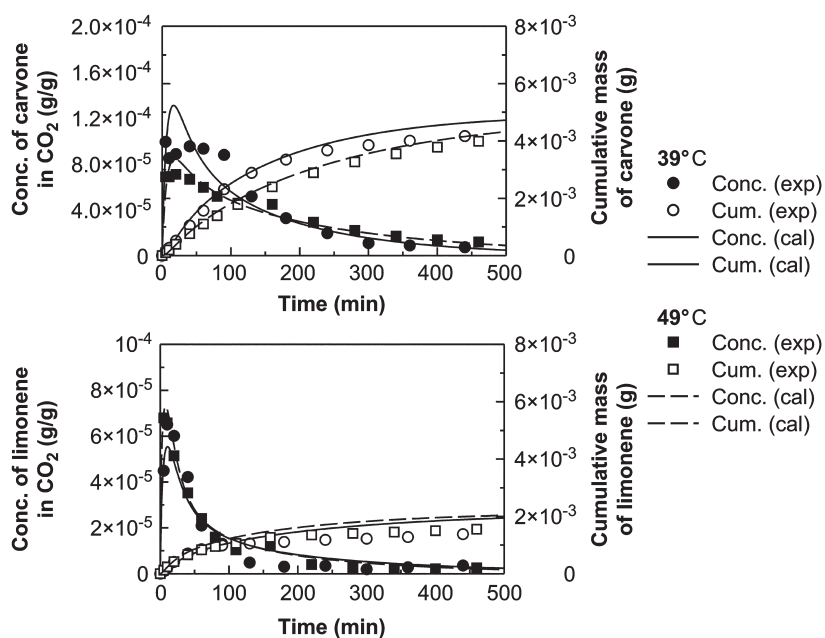 2.0×10⁻⁴
1.6×10⁻⁴
1.2×10⁻⁴
8.0×10⁻⁵
4.0×10⁻⁵
0
Conc. of carvone
in CO₂ (g/g)
8×10⁻³
6×10⁻³
4×10⁻³
2×10⁻³
0
Cumulative mass
of carvone (g)
0 100 200 300 400 500
Time (min)
39°C
Conc. (exp)
Cum. (exp)
Conc. (cal)
Cum. (cal)
49°C
Conc. (exp)
Cum. (exp)
Conc. (cal)
Cum. (cal)
10⁻⁴
8×10⁻⁵
6×10⁻⁵
4×10⁻⁵
2×10⁻⁵
0
Conc. of limonene
in CO₂ (g/g)
8×10⁻³
6×10⁻³
4×10⁻³
2×10⁻³
0
Cumulative mass
of limonene (g)
0 100 200 300 400 500
Time (min)